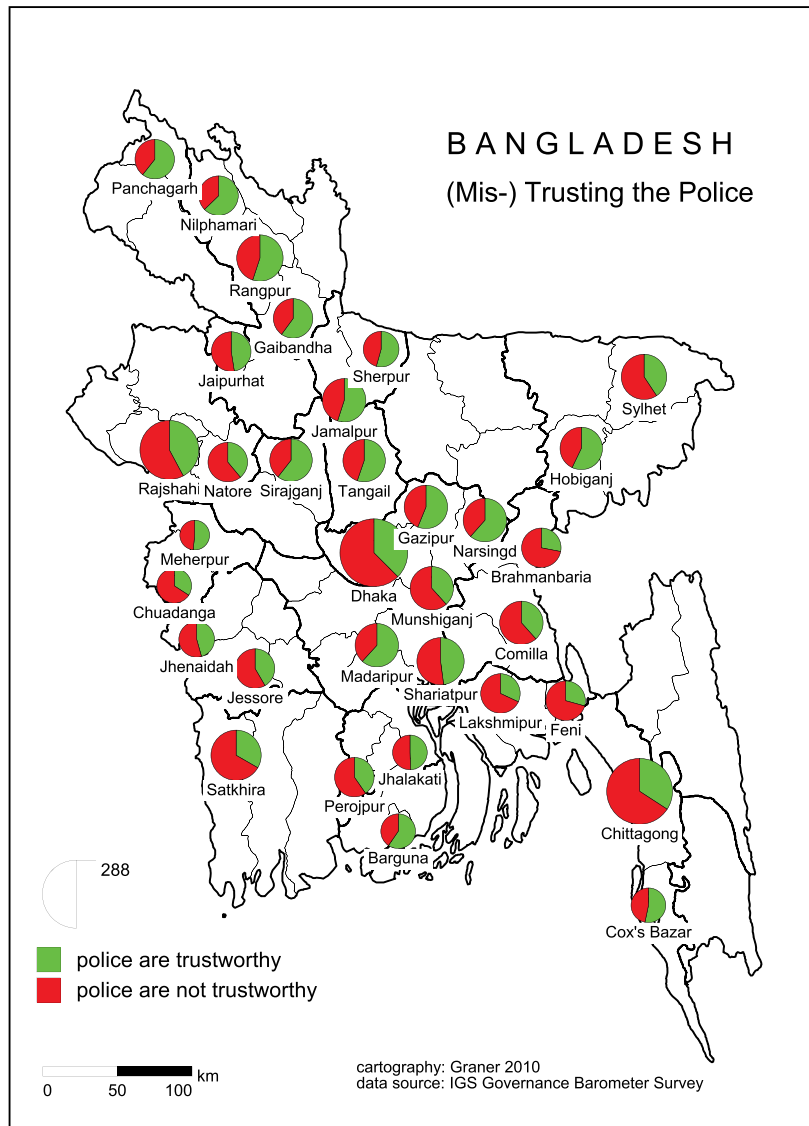 BANGLADESH
(Mis-) Trusting the Police
Panchagarh
Nilphamari
Rangpur
Gaibandha
Jaipurhat
Sherpur
Sylhet
Jamalpur
Hobiganj
Rajshahi
Natore
Sirajganj
Tangail
Gazipur
Narsingd
Meherpur
Brahmanbaria
Dhaka
Chuadanga
Munshiganj
Jhenaidah
Comilla
Madaripur
Jessore
Shariatpur
Lakshmipur
Feni
Satkhira
Jhalakati
Perojpur
Chittagong
Barguna
288
Cox's Bazar
police are trustworthy
police are not trustworthy
km
0 50 100
cartography: Graner 2010
data source: IGS Governance Barometer Survey